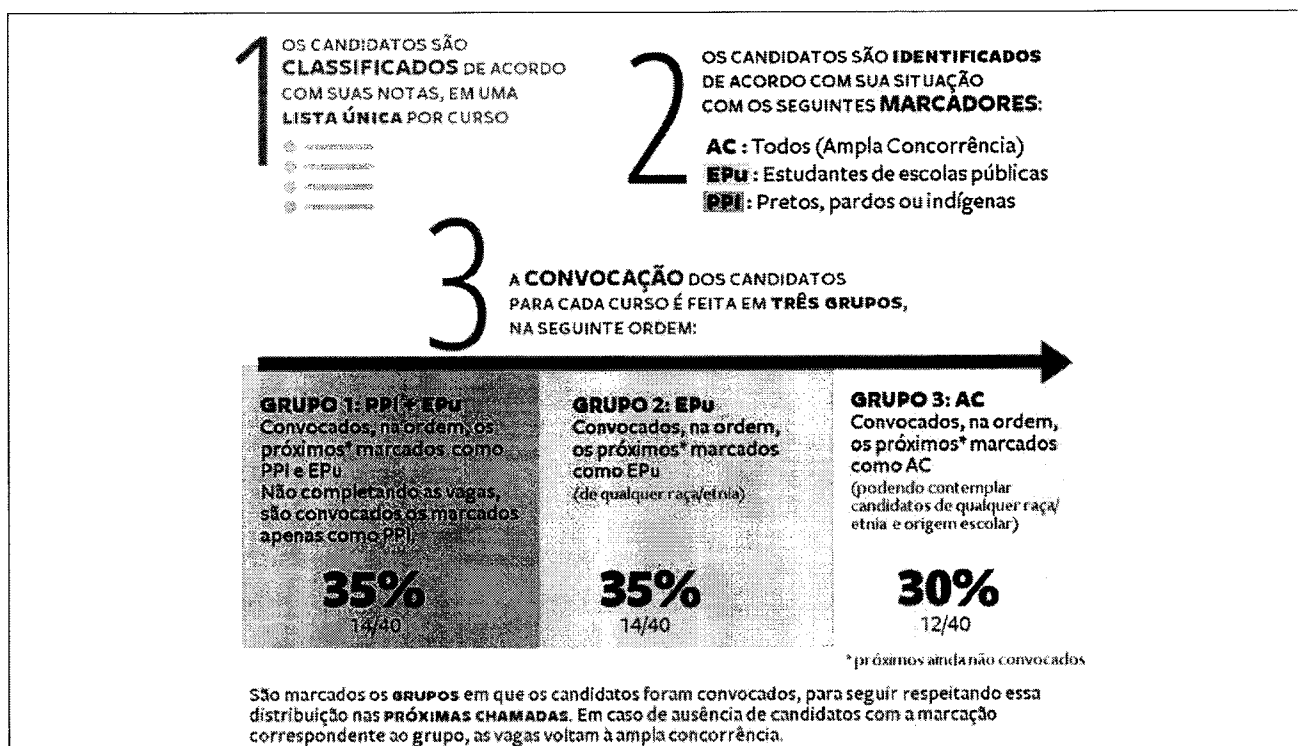 1
OS CANDIDATOS SÃO
CLASSIFICADOS DE ACORDO
COM SUAS NOTAS, EM UMA
LISTA ÚNICA POR CURSO
2
OS CANDIDATOS SÃO IDENTIFICADOS
DE ACORDO COM SUA SITUAÇÃO
COM OS SEGUINTES MARCADORES:
AC : Todos (Ampla Concorrência)
EPu : Estudantes de escolas públicas
PPI : Pretos, pardos ou indígenas
3
A CONVOCAÇÃO DOS CANDIDATOS
PARA CADA CURSO É FEITA EM TRÊS GRUPOS,
NA SEGUINTE ORDEM:
GRUPO 1: PPI + EPu
Convocados, na ordem, os
próximos* marcados como
PPI e EPu
Não completando as vagas,
são convocados os marcados
apenas como PPI.
35%
14/40
GRUPO 2: EPu
Convocados, na ordem,
os próximos* marcados
como EPu
(de qualquer raça/etnia)
35%
14/40
GRUPO 3: AC
Convocados, na ordem,
os próximos* marcados
como AC
(podendo contemplar
candidatos de qualquer raça/
etnia e origem escolar)
30%
12/40
*próximos ainda não convocados
São marcados os GRUPOS em que os candidatos foram convocados, para seguir respeitando essa
distribuição nas PRÓXIMAS CHAMADAS. Em caso de ausência de candidatos com a marcação
correspondente ao grupo, as vagas voltam à ampla concorrência.